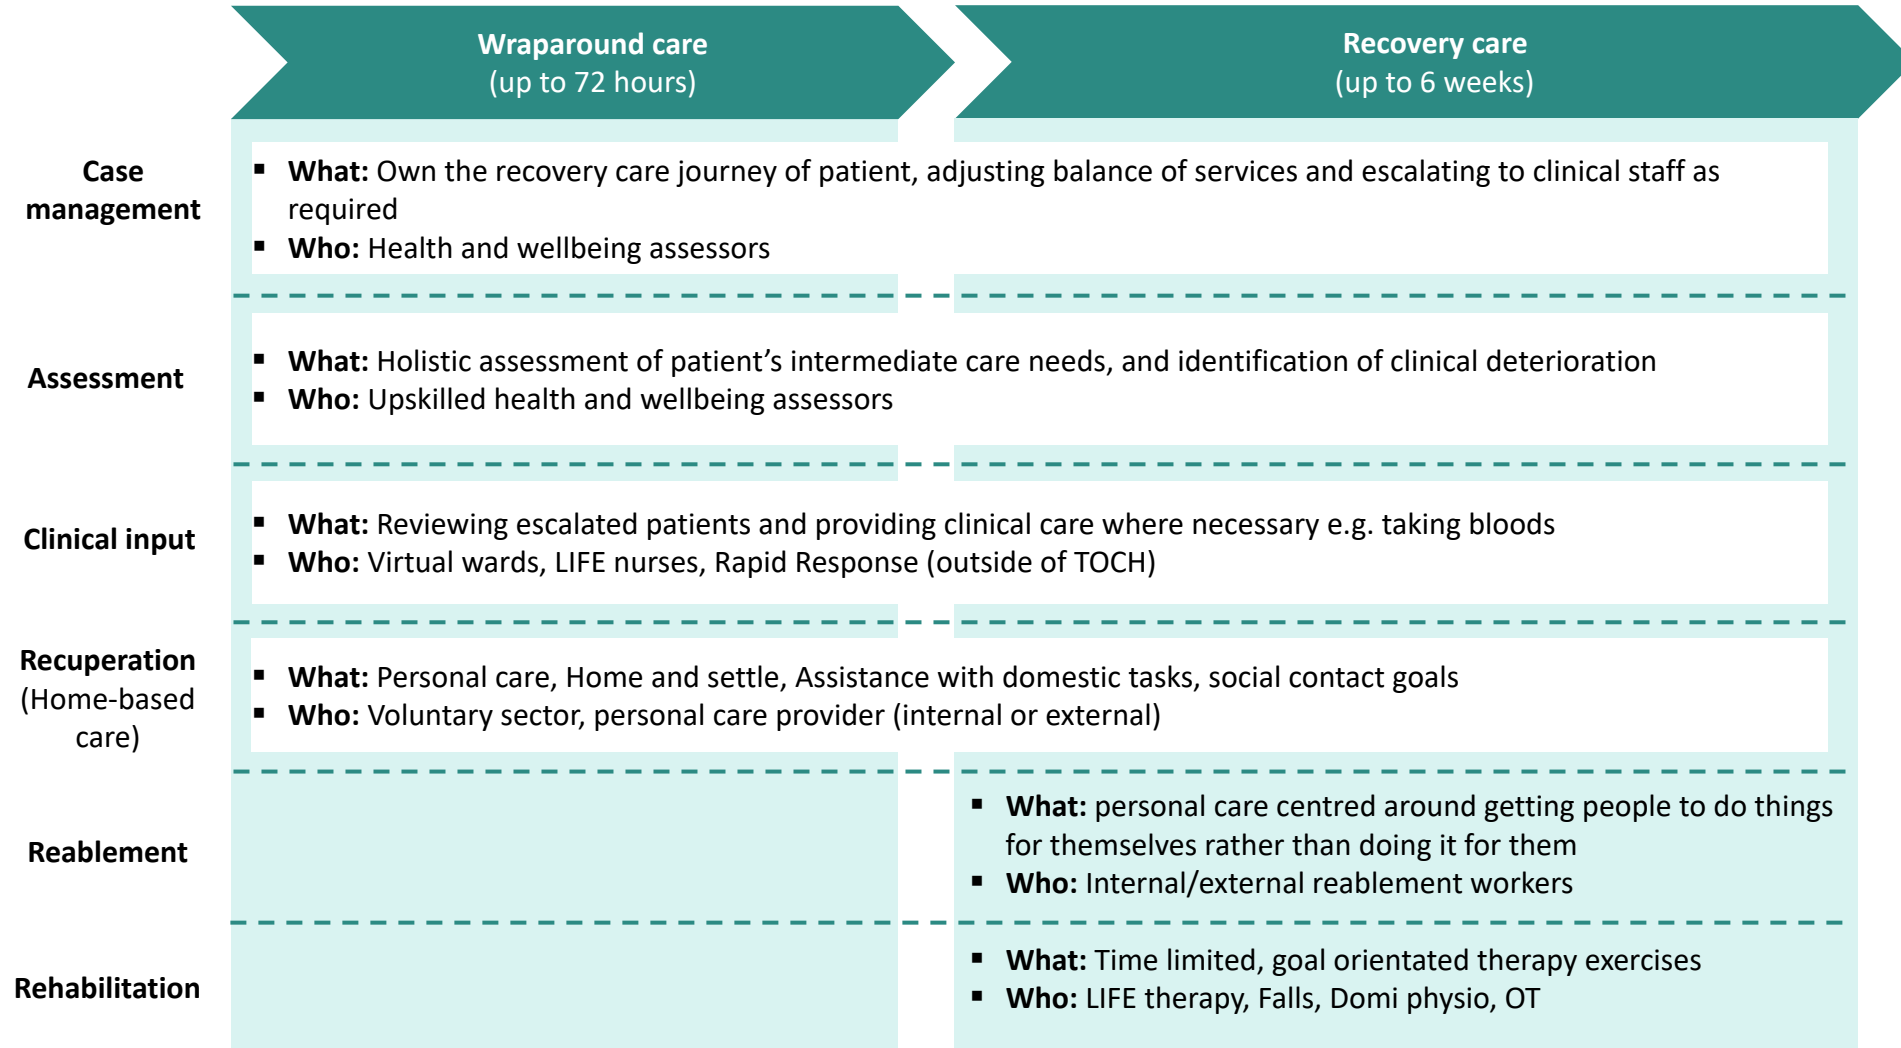 Wraparound care
(up to 72 hours)
Recovery care
(up to 6 weeks)
Case
management
▪ What: Own the recovery care journey of patient, adjusting balance of services and escalating to clinical staff as
required
▪ Who: Health and wellbeing assessors
Assessment
▪ What: Holistic assessment of patient’s intermediate care needs, and identification of clinical deterioration
▪ Who: Upskilled health and wellbeing assessors
Clinical input
▪ What: Reviewing escalated patients and providing clinical care where necessary e.g. taking bloods
▪ Who: Virtual wards, LIFE nurses, Rapid Response (outside of TOCH)
Recuperation
(Home-based
care)
▪ What: Personal care, Home and settle, Assistance with domestic tasks, social contact goals
▪ Who: Voluntary sector, personal care provider (internal or external)
Reablement
▪ What: personal care centred around getting people to do things
for themselves rather than doing it for them
▪ Who: Internal/external reablement workers
Rehabilitation
▪ What: Time limited, goal orientated therapy exercises
▪ Who: LIFE therapy, Falls, Domi physio, OT